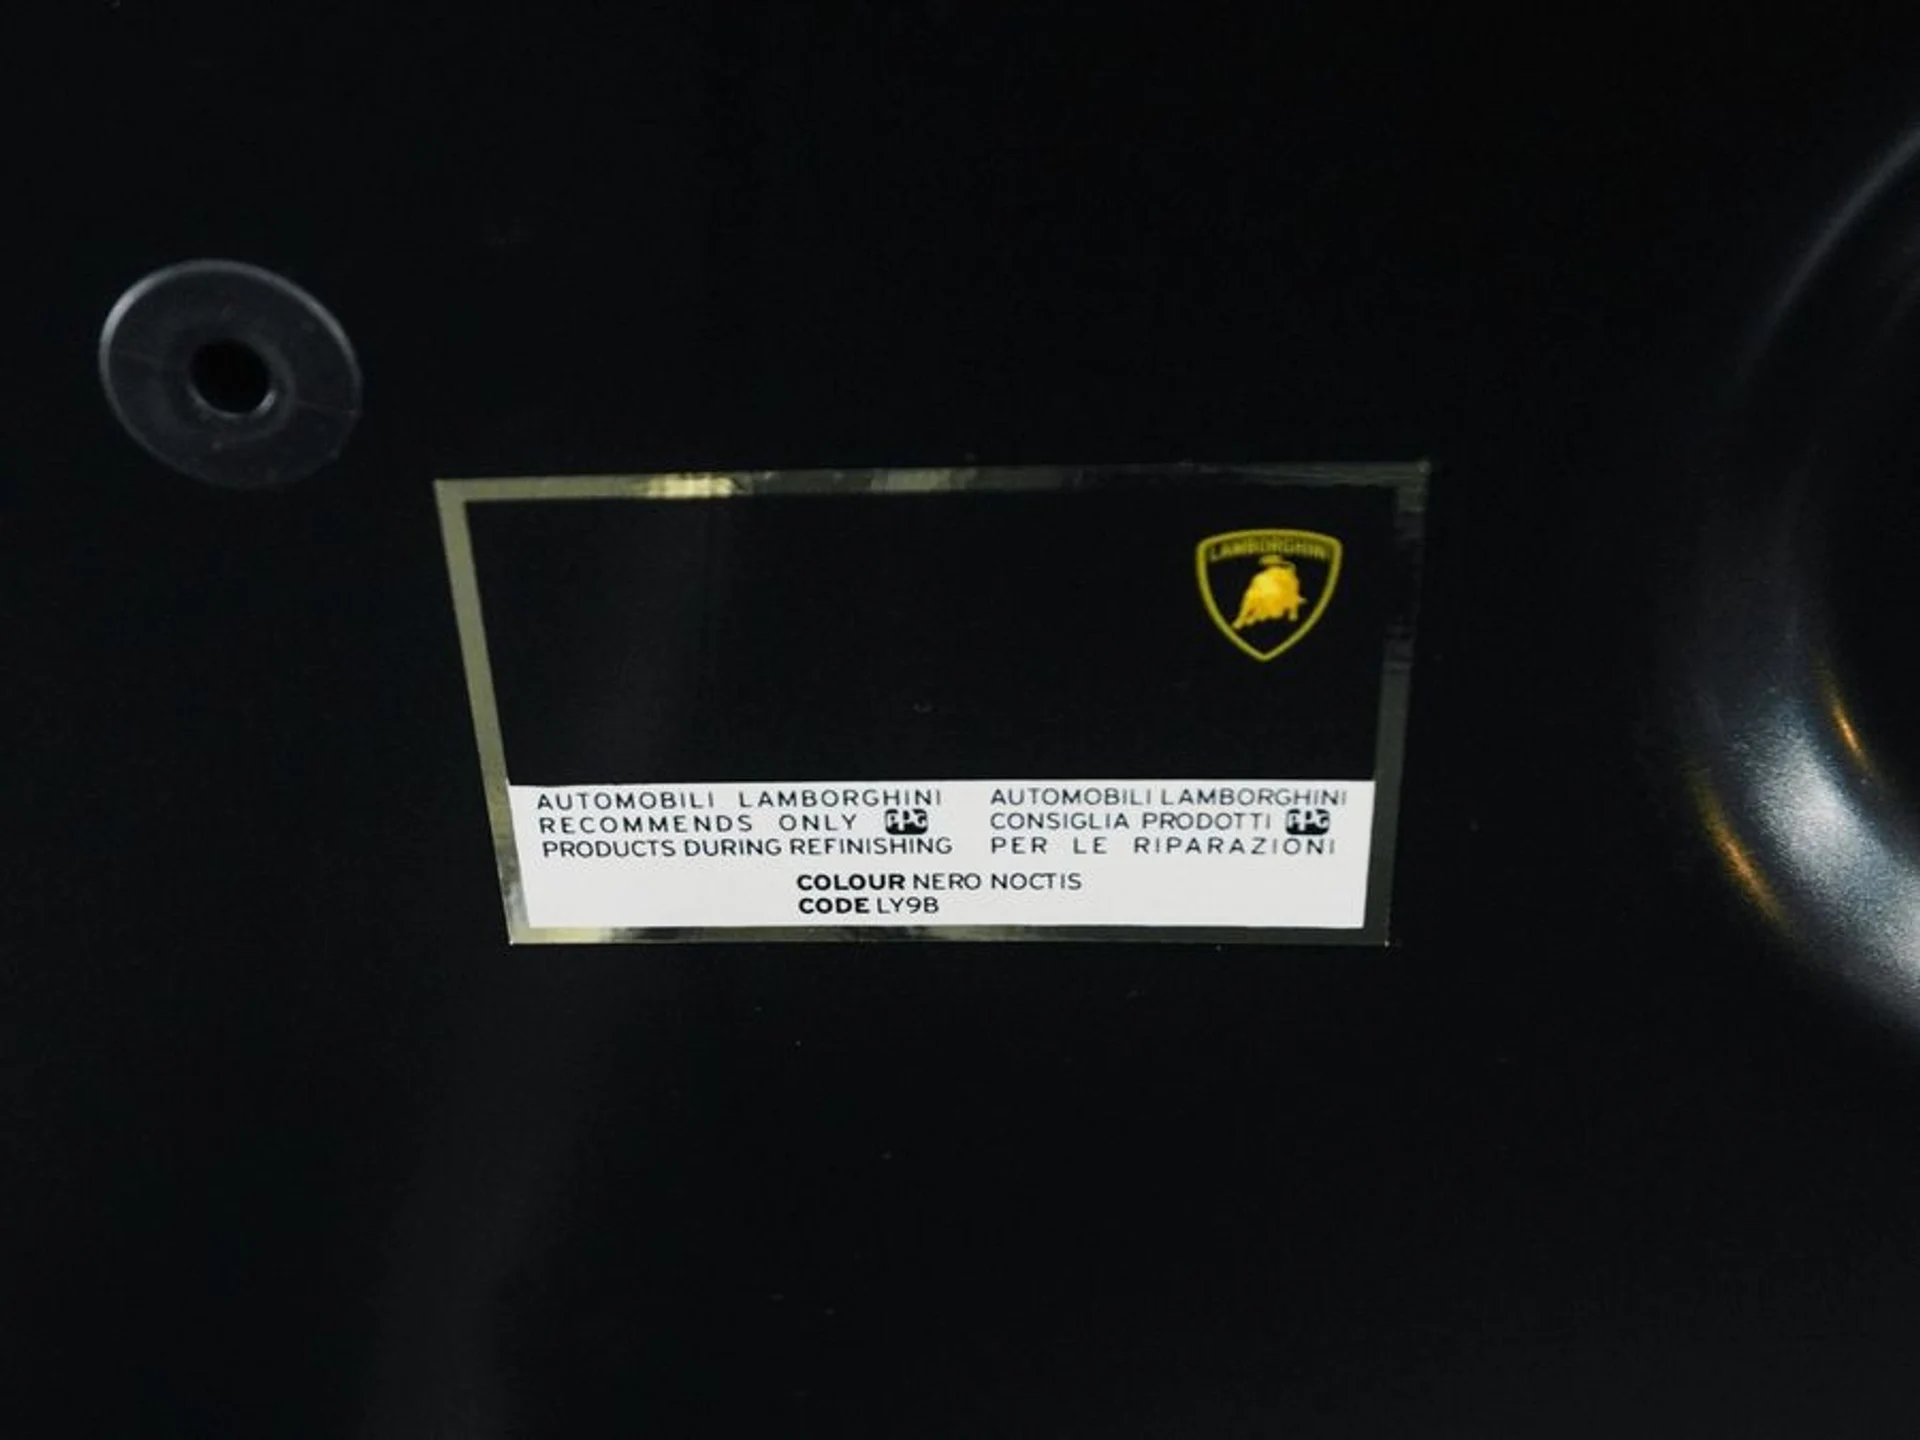 LAMBORGHINI
AUTOMOBILI LAMBORGHINI
RECOMMENDS ONLY PPG
PRODUCTS DURING REFINISHING
AUTOMOBILI LAMBORGHINI
CONSIGLIA PRODOTTI PPG
PER LE RIPARAZIONI
COLOUR NERO NOCTIS
CODE LY9B